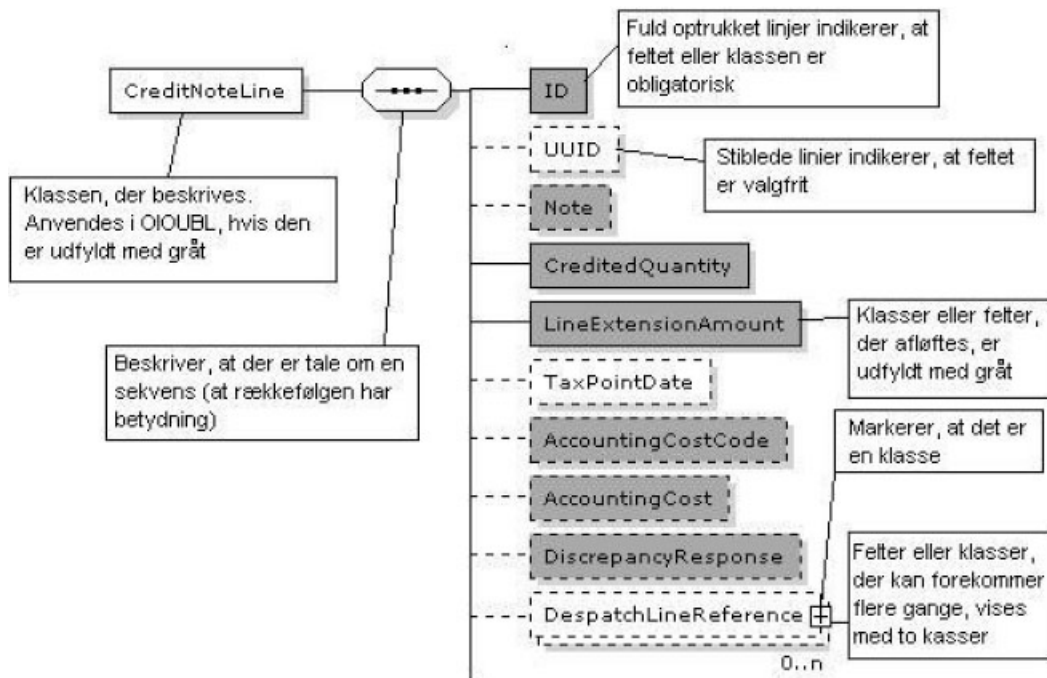 Fuld optrukket linjer indikerer, at
feltet eller klassen er
obligatorisk
CreditNoteLine
ID
UUID
Stiblede linier indikerer, at feltet
er valgfrit
Klassen, der beskrives.
Anvendes i OIOUBL, hvis den
er udfyldt med gråt
Note
CreditedQuantity
LineExtensionAmount
Klasser eller felter,
der afløftes, er
udfyldt med gråt
Beskriver, at der er tale om en
sekvens (at rækkefølgen har
betydning)
TaxPointDate
Markerer, at det er
en klasse
AccountingCostCode
AccountingCost
DiscrepancyResponse
Felter eller klasser,
der kan forekommer
flere gange, vises
med to kasser
DespatchLineReference
0..n